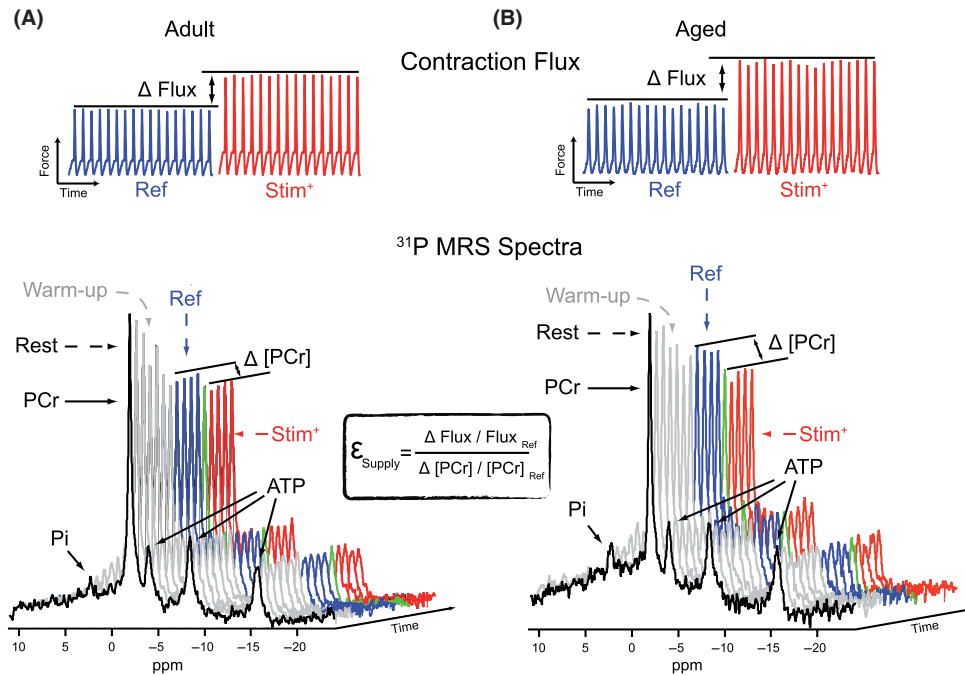 (A)
(B)
Adult
Aged
Contraction Flux
Δ Flux
Δ Flux
Force
Time
Ref
Stim+
Force
Time
Ref
Stim+
31P MRS Spectra
Warm-up
Ref
Rest
Δ [PCr]
PCr
Stim+
ATP
Pi
10 5 0 −5 −10 −15 −20
ppm
Time
εSupply = Δ Flux / Flux Ref
Δ [PCr] / [PCr] Ref
Ref
Warm-up
Rest
Δ [PCr]
PCr
Stim+
ATP
Pi
10 5 0 −5 −10 −15 −20
ppm
Time